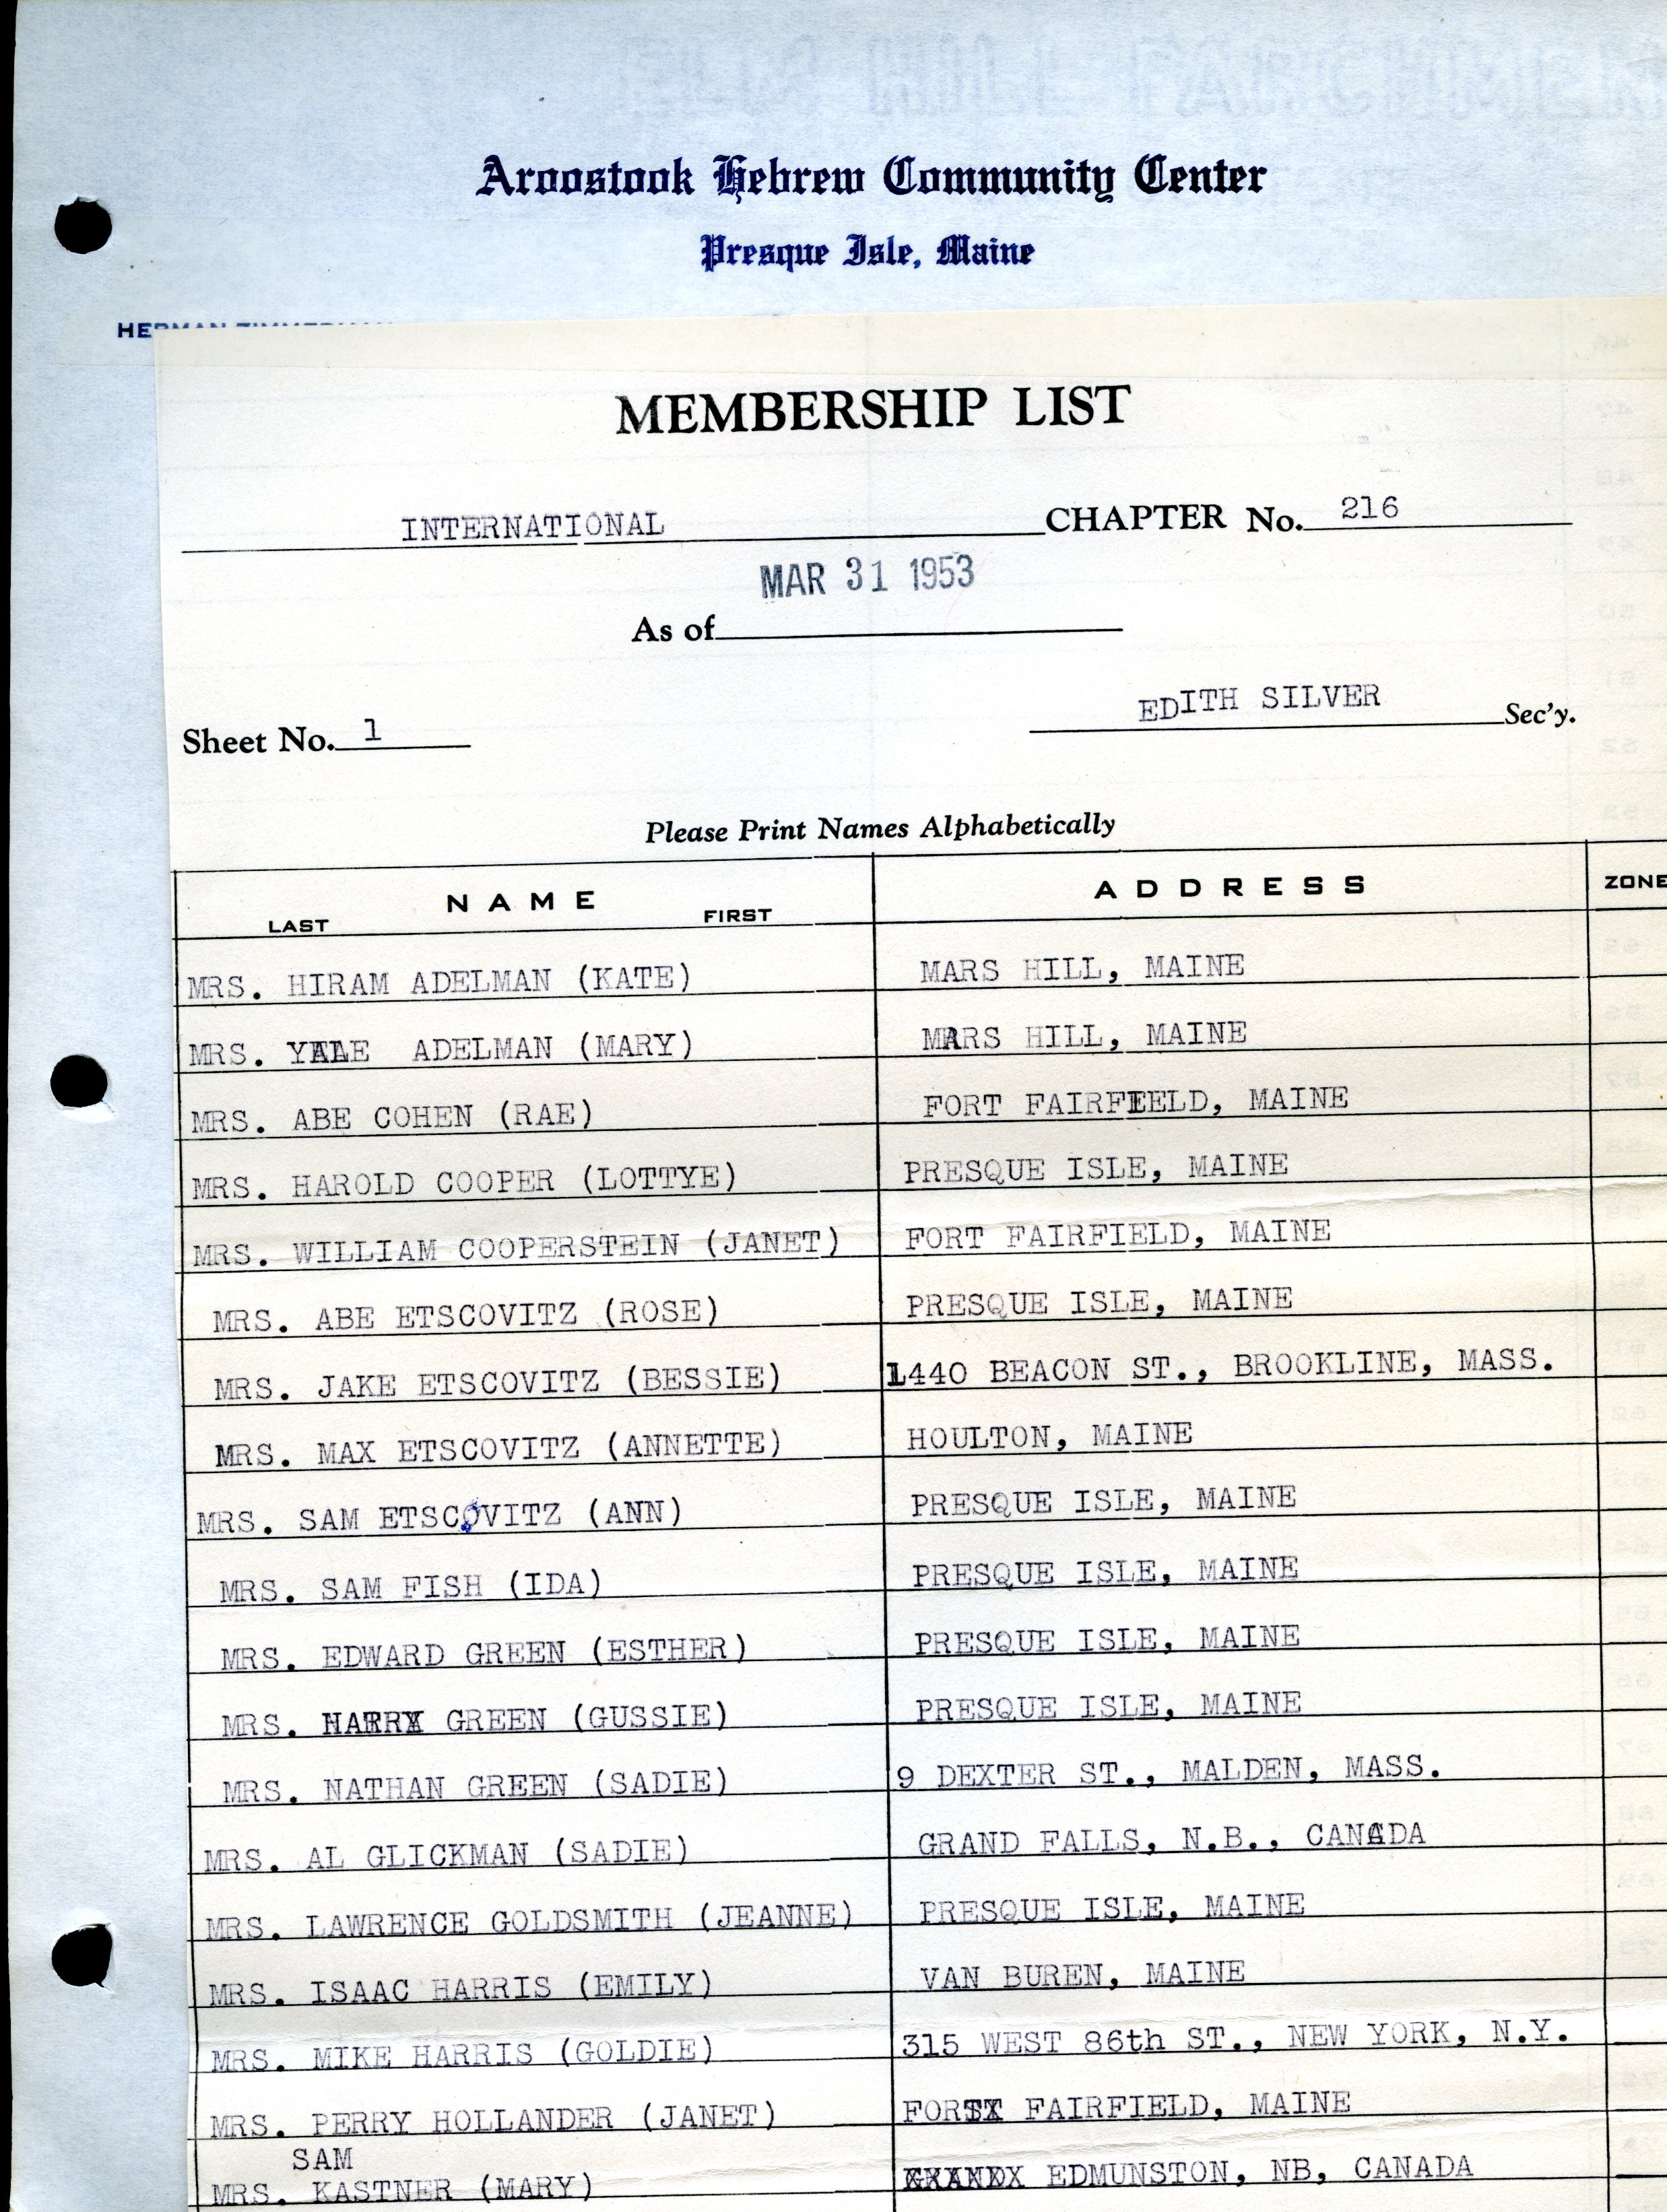 Aroostook Hebrew Community Center
Presque Isle, Maine
MEMBERSHIP LIST
INTERNATIONAL CHAPTER No. 216
MAR 31 1953
As of
EDITH SILVER Sec'y.
Sheet No. 1
Please Print Names Alphabetically
NAME ADDRESS ZONE
LAST FIRST
MRS. HIRAM ADELMAN (KATE) MARS HILL, MAINE
MRS. YALE ADELMAN (MARY) MARS HILL, MAINE
MRS. ABE COHEN (RAE) FORT FAIRFIELD, MAINE
MRS. HAROLD COOPER (LOTTYE) PRESQUE ISLE, MAINE
MRS. WILLIAM COOPERSTEIN (JANET) FORT FAIRFIELD, MAINE
MRS. ABE ETSCOVITZ (ROSE) PRESQUE ISLE, MAINE
MRS. JAKE ETSCOVITZ (BESSIE) 1440 BEACON ST., BROOKLINE, MASS.
MRS. MAX ETSCOVITZ (ANNETTE) HOULTON, MAINE
MRS. SAM ETSCOVITZ (ANN) PRESQUE ISLE, MAINE
MRS. SAM FISH (IDA) PRESQUE ISLE, MAINE
MRS. EDWARD GREEN (ESTHER) PRESQUE ISLE, MAINE
MRS. HARRY GREEN (GUSSIE) PRESQUE ISLE, MAINE
MRS. NATHAN GREEN (SADIE) 9 DEXTER ST., MALDEN, MASS.
MRS. AL GLICKMAN (SADIE) GRAND FALLS, N.B., CANADA
MRS. LAWRENCE GOLDSMITH (JEANNE) PRESQUE ISLE, MAINE
MRS. ISAAC HARRIS (EMILY) VAN BUREN, MAINE
MRS. MIKE HARRIS (GOLDIE) 315 WEST 86th ST., NEW YORK, N.Y.
MRS. PERRY HOLLANDER (JANET) FORT FAIRFIELD, MAINE
SAM
MRS. KASTNER (MARY) EDMUNSTON, NB, CANADA